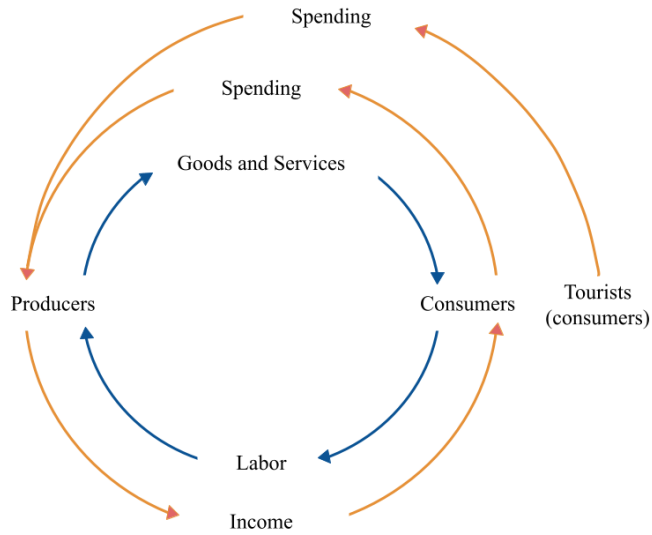 Spending
Spending
Goods and Services
Producers
Consumers
Tourists
(consumers)
Labor
Income